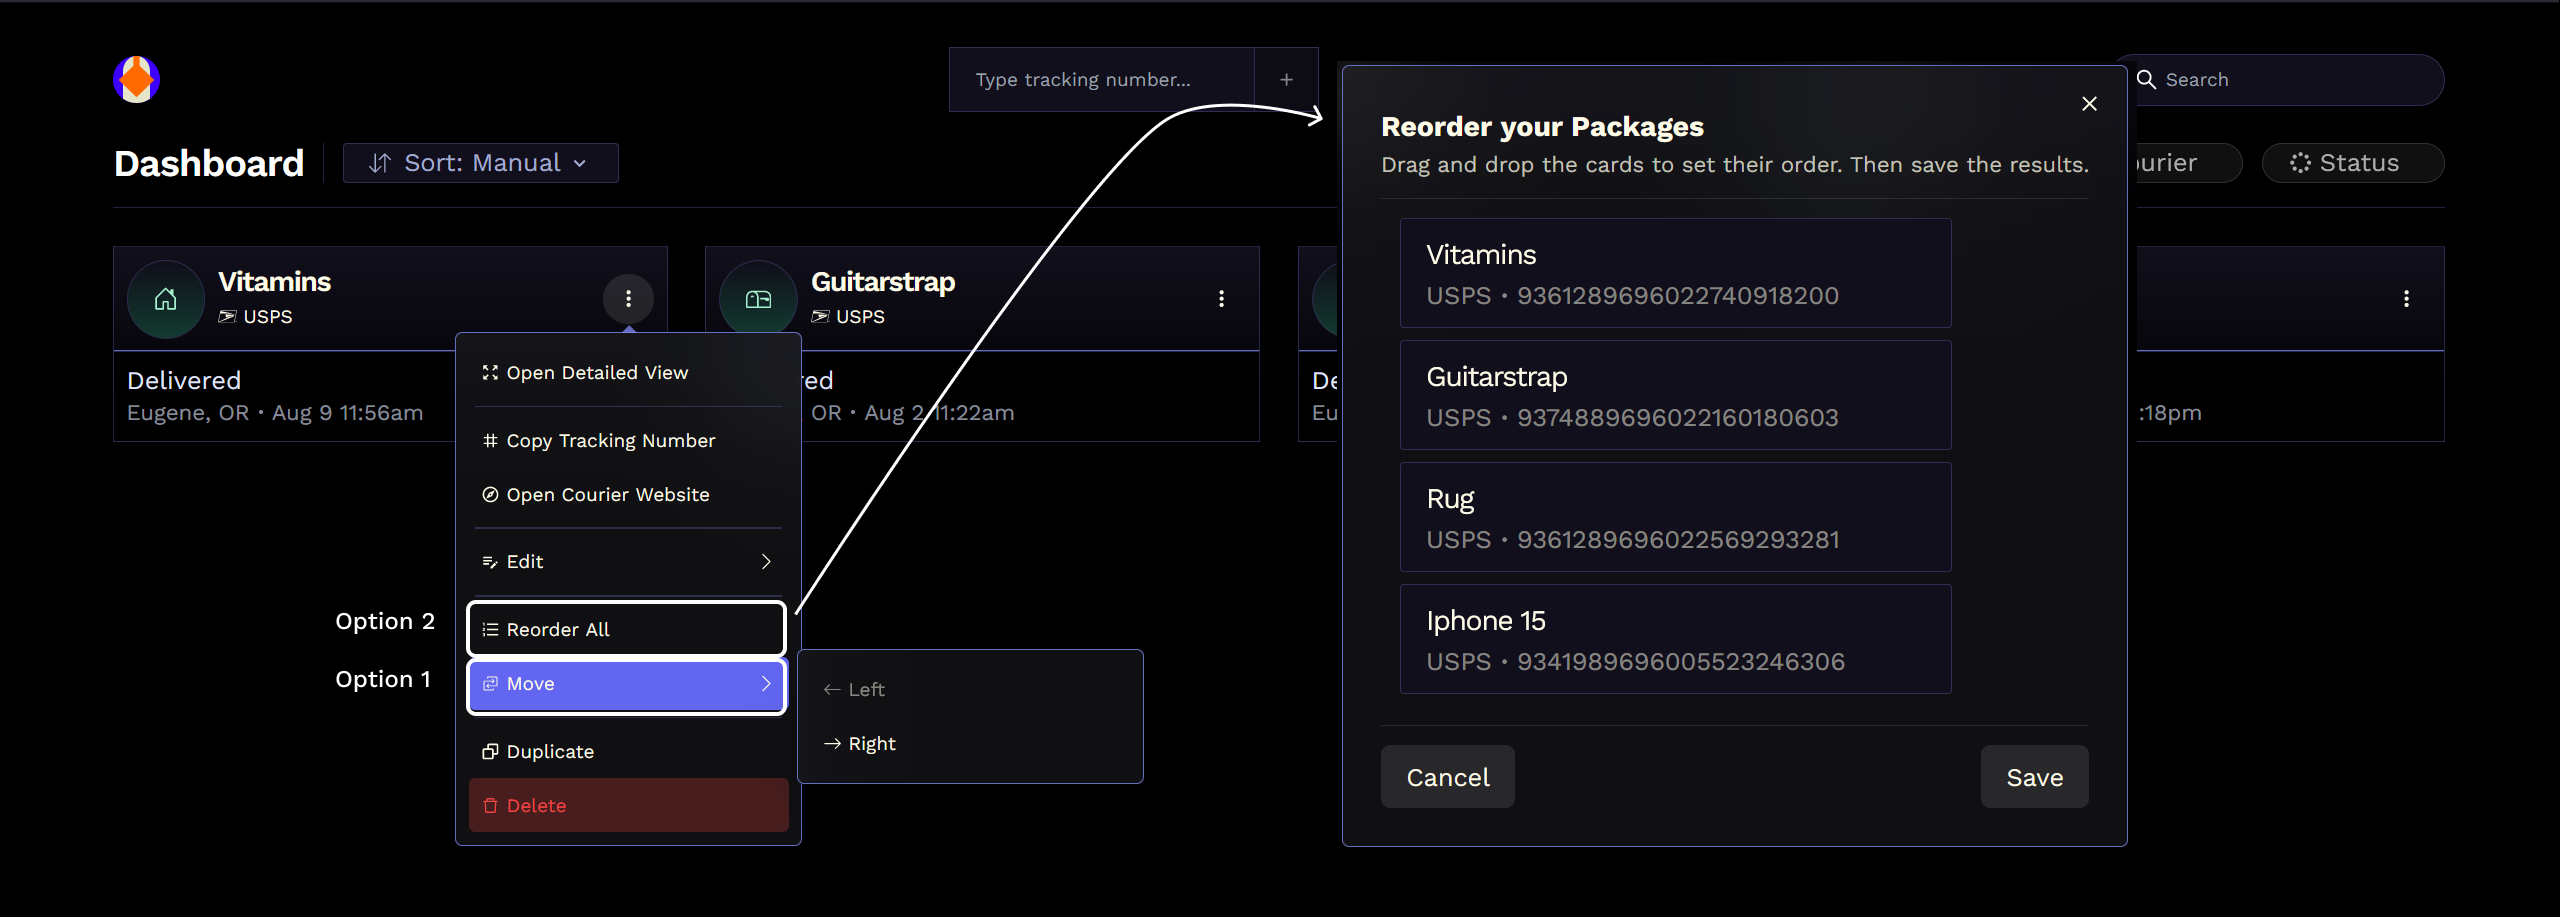 Type tracking number...
+
Search
Dashboard
Sort: Manual
Status
Vitamins
USPS
Guitarstrap
USPS
Delivered
Eugene, OR • Aug 9 11:56am
OR • Aug 2 11:22am
:18pm
Open Detailed View
Copy Tracking Number
Open Courier Website
Edit
Option 2
Reorder All
Option 1
Move
Left
Right
Duplicate
Delete
Reorder your Packages
Drag and drop the cards to set their order. Then save the results.
Vitamins
USPS • 9361289696022740918200
Guitarstrap
USPS • 9374889696022160180603
Rug
USPS • 9361289696022569293281
Iphone 15
USPS • 9341989696005523246306
Cancel
Save